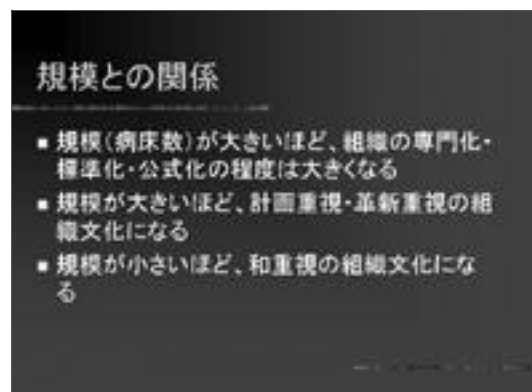 規模との関係
■ 規模(病床数)が大きいほど、組織の専門化・
標準化・公式化の程度は大きくなる
■ 規模が大きいほど、計画重視・革新重視の組
織文化になる
■ 規模が小さいほど、和重視の組織文化にな
る